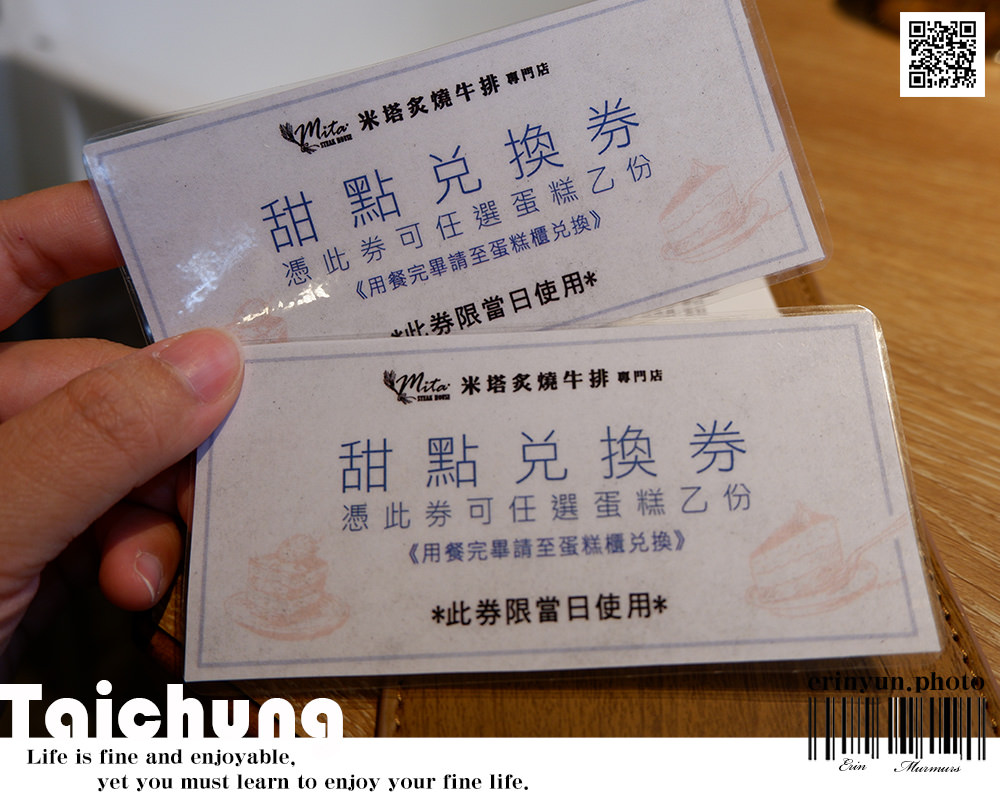 Mita STEAK HOUSE 米塔炙燒牛排 專門店
甜點兌換券
憑此券可任選蛋糕乙份
《用餐完畢請至蛋糕櫃兌換》
*此券限當日使用*
Mita STEAK HOUSE 米塔炙燒牛排 專門店
甜點兌換券
憑此券可任選蛋糕乙份
《用餐完畢請至蛋糕櫃兌換》
*此券限當日使用*
erinyun.photo
Erin Murmurs
Taichung
Life is fine and enjoyable,
yet you must learn to enjoy your fine life.